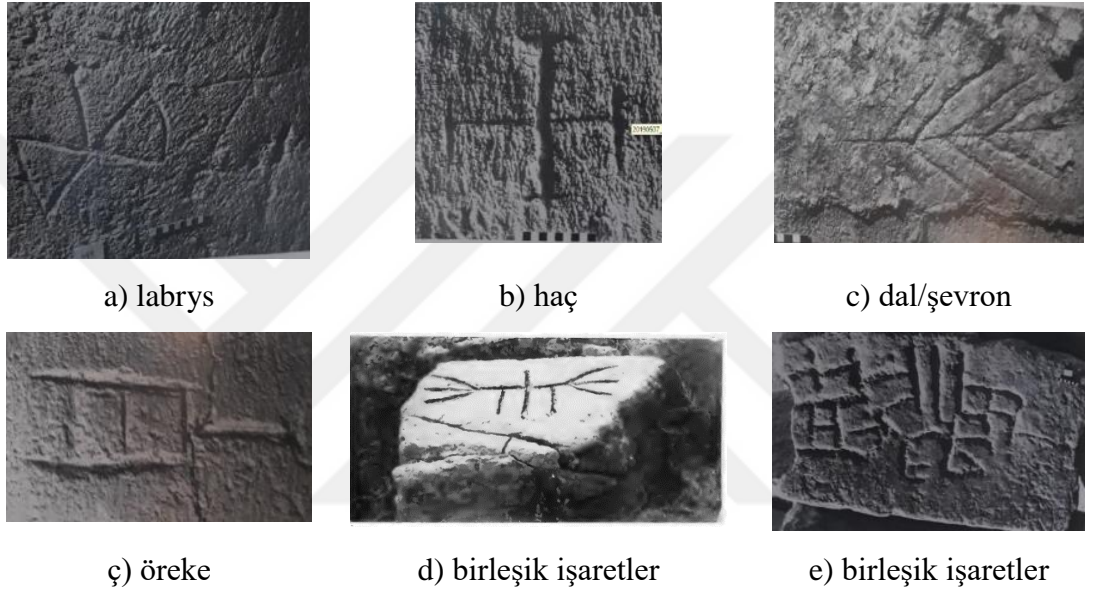 a) labrys
b) haç
c) dal/şevron
ç) öreke
d) birleşik işaretler
e) birleşik işaretler